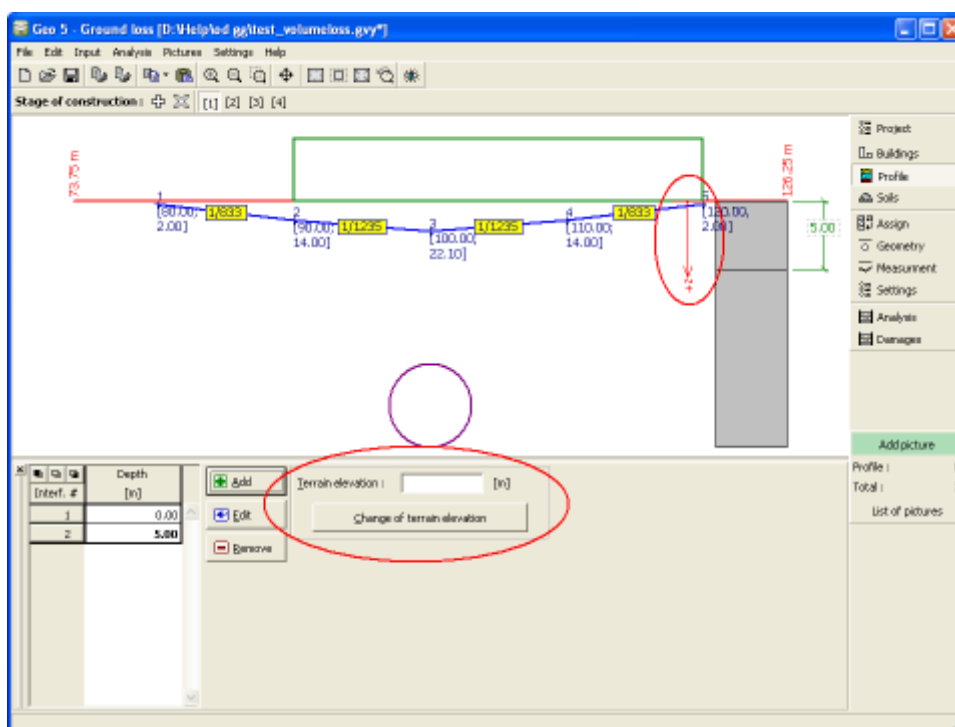 Geo 5 - Ground loss [D:\Help\od gg\test_volumeloss.gvy*]
File Edit Input Analysis Pictures Settings Help
Stage of construction : [1] [2] [3] [4]
73.75 m
126.25 m
1
[80.00;
2.00]
1/833
2
[90.00;
14.00]
1/1235
3
[100.00;
22.10]
1/1235
4
[110.00;
14.00]
1/833
5
[120.00;
2.00]
+z
5.00
Project
Buildings
Profile
Soils
Assign
Geometry
Measurment
Settings
Analysis
Damages
Add picture
Profile :
Total :
List of pictures
Interf. #
Depth
[m]
1 0.00
2 5.00
Add
Edit
Remove
Terrain elevation : [m]
Change of terrain elevation